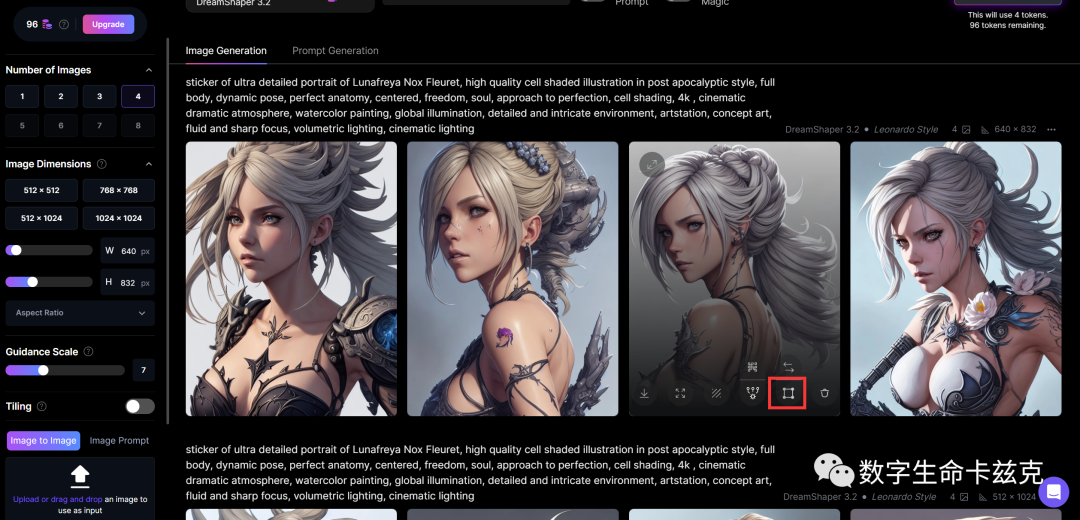 DreamShaper 3.2
Prompt
Magic
96
Upgrade
This will use 4 tokens.
96 tokens remaining.
Number of Images
1
2
3
4
5
6
7
8
Image Dimensions
512 × 512
768 × 768
512 × 1024
1024 × 1024
W 640 px
H 832 px
Aspect Ratio
Guidance Scale
7
Tiling
Image to Image
Image Prompt
Upload or drag and drop an image to
use as input
Image Generation
Prompt Generation
sticker of ultra detailed portrait of Lunafreya Nox Fleuret, high quality cell shaded illustration in post apocalyptic style, full
body, dynamic pose, perfect anatomy, centered, freedom, soul, approach to perfection, cell shading, 4k , cinematic
dramatic atmosphere, watercolor painting, global illumination, detailed and intricate environment, artstation, concept art,
fluid and sharp focus, volumetric lighting, cinematic lighting
DreamShaper 3.2 ● Leonardo Style 4 640 × 832
sticker of ultra detailed portrait of Lunafreya Nox Fleuret, high quality cell shaded illustration in post apocalyptic style, full
body, dynamic pose, perfect anatomy, centered, freedom, soul, approach to perfection, cell shading, 4k , cinematic
dramatic atmosphere, watercolor painting, global illumination, detailed and intricate environment, artstation, concept art,
fluid and sharp focus, volumetric lighting, cinematic lighting
DreamShaper 3.2 ● Leonardo Style 4 512 × 1024
数字生命卡兹克